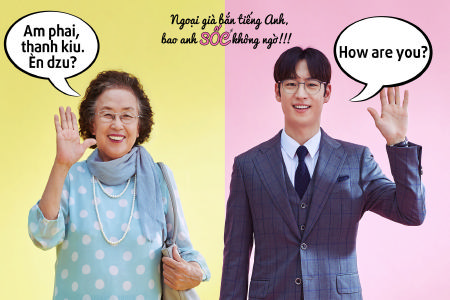 Ngoại già bắn tiếng Anh,
bao anh SỐC không ngờ!!!
Am phai,
thanh kiu.
Èn dzu?
How are you?